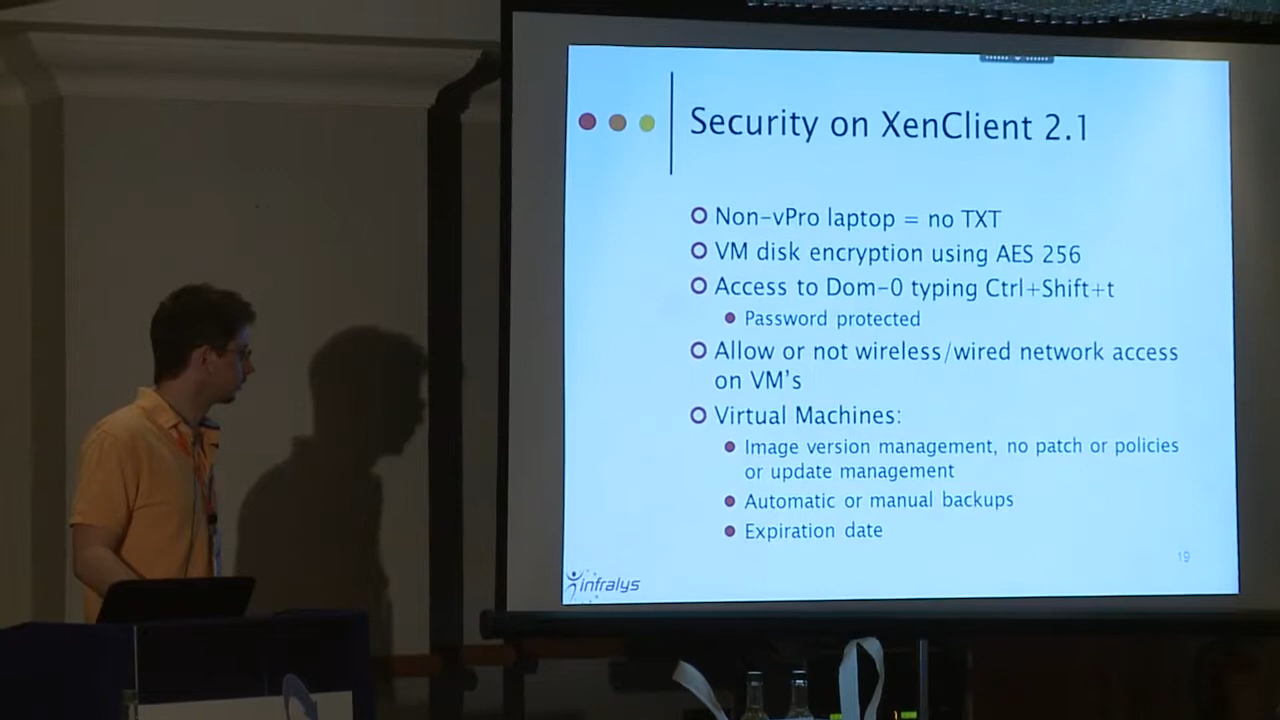 Security on XenClient 2.1
Non-vPro laptop = no TXT
VM disk encryption using AES 256
Access to Dom-0 typing Ctrl+Shift+t
Password protected
Allow or not wireless/wired network access
on VM's
Virtual Machines:
Image version management, no patch or policies
or update management
Automatic or manual backups
Expiration date
19
infralys